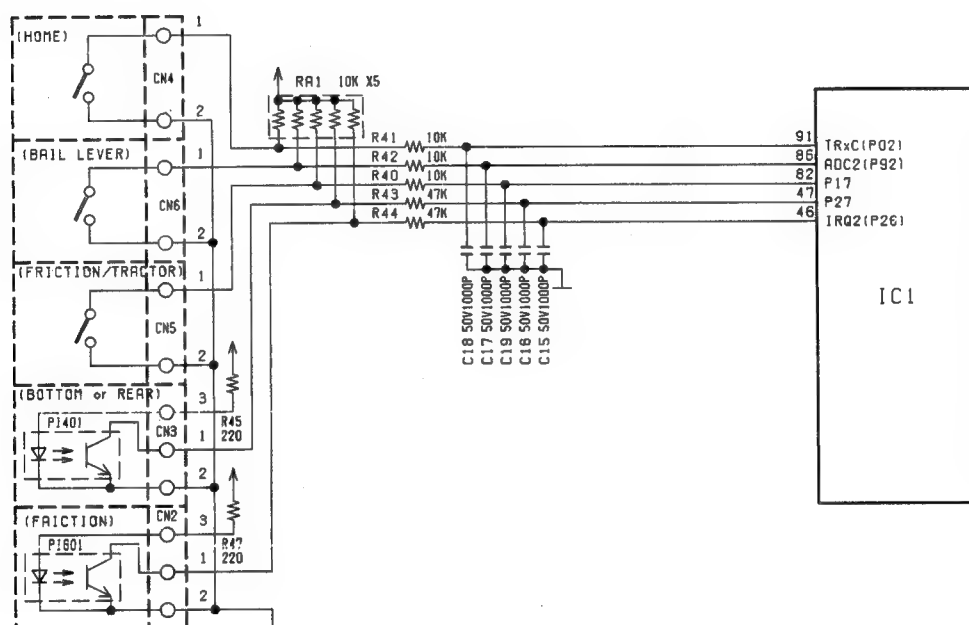 (HOME)
1
CN4
2
RA1 10K X5
(BAIL LEVER)
1
CN6
2
R41 10K
R42 10K
R40 10K
R43 47K
R44 47K
91 TRxC(P02)
86 ADC2(P92)
82 P17
47 P27
46 IRQ2(P26)
IC1
(FRICTION/TRACTOR)
1
CN5
2
C18 50V1000P
C17 50V1000P
C19 50V1000P
C16 50V1000P
C15 50V1000P
(BOTTOM or REAR)
3
PI401
CN3
1
2
R45
220
(FRICTION)
CN2
3
PI601
1
2
R47
220